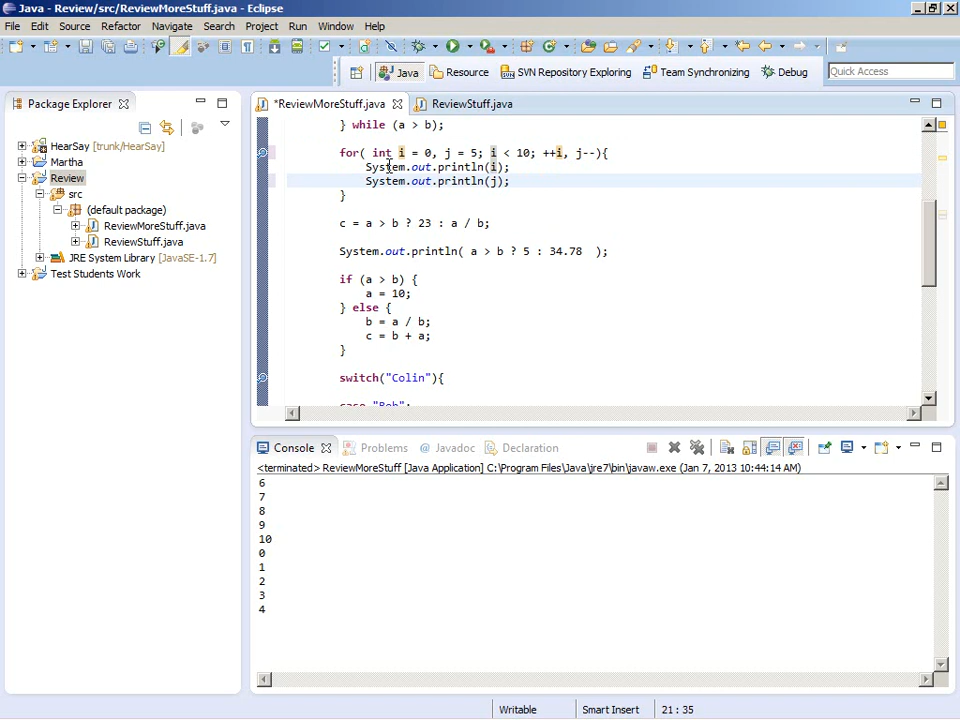 Java - Review/src/ReviewMoreStuff.java - Eclipse
File Edit Source Refactor Navigate Search Project Run Window Help
Java Resource SVN Repository Exploring Team Synchronizing Debug Quick Access
Package Explorer
*ReviewMoreStuff.java ReviewStuff.java
HearSay [trunk/HearSay]
Martha
Review
src
(default package)
ReviewMoreStuff.java
ReviewStuff.java
JRE System Library [JavaSE-1.7]
Test Students Work
} while (a > b);
for( int i = 0, j = 5; i < 10; ++i, j--){
System.out.println(i);
System.out.println(j);
}
c = a > b ? 23 : a / b;
System.out.println( a > b ? 5 : 34.78  );
if (a > b) {
a = 10;
} else {
b = a / b;
c = b + a;
}
switch("Colin"){
case "Bob":
Console Problems @ Javadoc Declaration
<terminated> ReviewMoreStuff [Java Application] C:\Program Files\Java\jre7\bin\javaw.exe (Jan 7, 2013 10:44:14 AM)
6
7
8
9
10
0
1
2
3
4
Writable Smart Insert 21 : 35